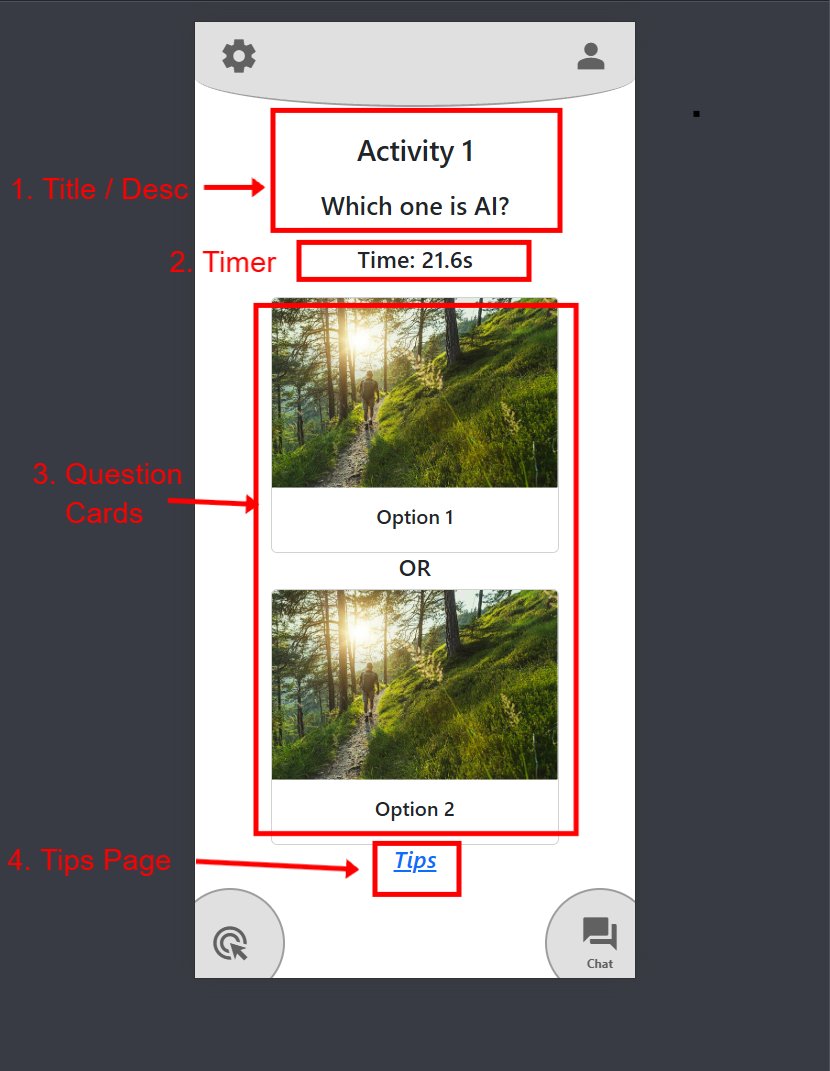 Activity 1
1. Title / Desc
Which one is AI?
2. Timer
Time: 21.6s
3. Question
Cards
Option 1
OR
Option 2
4. Tips Page
Tips
Chat